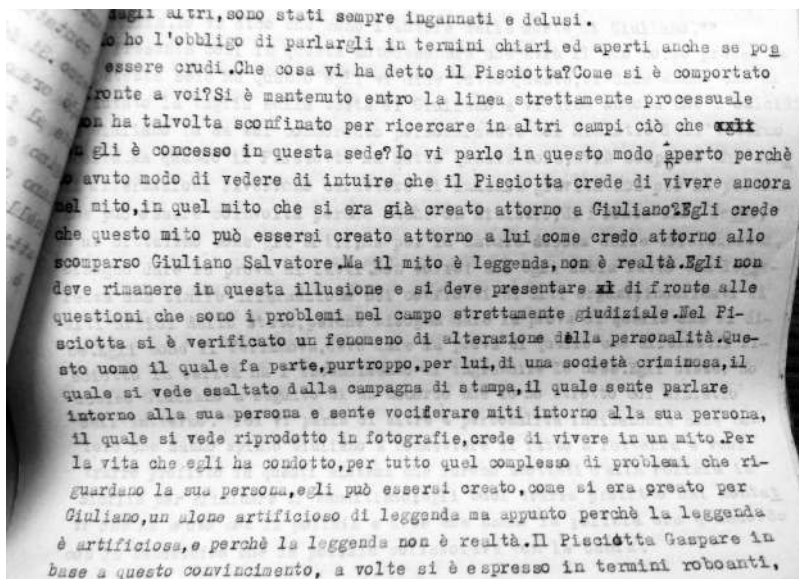 agli altri,sono stati sempre ingannati e delusi.
o ho l'obbligo di parlargli in termini chiari ed aperti anche se pos
essere crudi.Che cosa vi ha detto il Pisciotta?Come si è comportato
fronte a voi?Si è mantenuto entro la linea strettamente processuale
on ha talvolta sconfinato per ricercare in altri campi ciò che xxli
gli è concesso in questa sede?Io vi parlo in questo modo aperto perchè
o avuto modo di vedere di intuire che il Pisciotta crede di vivere ancora
nel mito,in quel mito che si era già creato attorno a Giuliano?Egli crede
che questo mito può essersi creato attorno a lui come credo attorno allo
scomparso Giuliano Salvatore.Ma il mito è leggenda,non è realtà.Egli non
deve rimanere in questa illusione e si deve presentare xi di fronte alle
questioni che sono i problemi nel campo strettamente giudiziale.Nel Pi-
sciotta si è verificato un fenomeno di alterazione della personalità.Que-
sto uomo il quale fa parte,purtroppo,per lui,di una società criminosa,il
quale si vede esaltato dalla campagna di stampa,il quale sente parlare
intorno alla sua persona e sente vociferare miti intorno alla sua persona,
il quale si vede riprodotto in fotografie,crede di vivere in un mito.Per
la vita che egli ha condotto,per tutto quel complesso di problemi che ri-
guardano la sua persona,egli può essersi creato,come si era creato per
Giuliano,un alone artificioso di leggenda ma appunto perchè la leggenda
è artificiosa,e perchè la leggenda non è realtà.Il Pisciotta Gaspare in
base a questo convincimento, a volte si è espresso in termini roboanti,